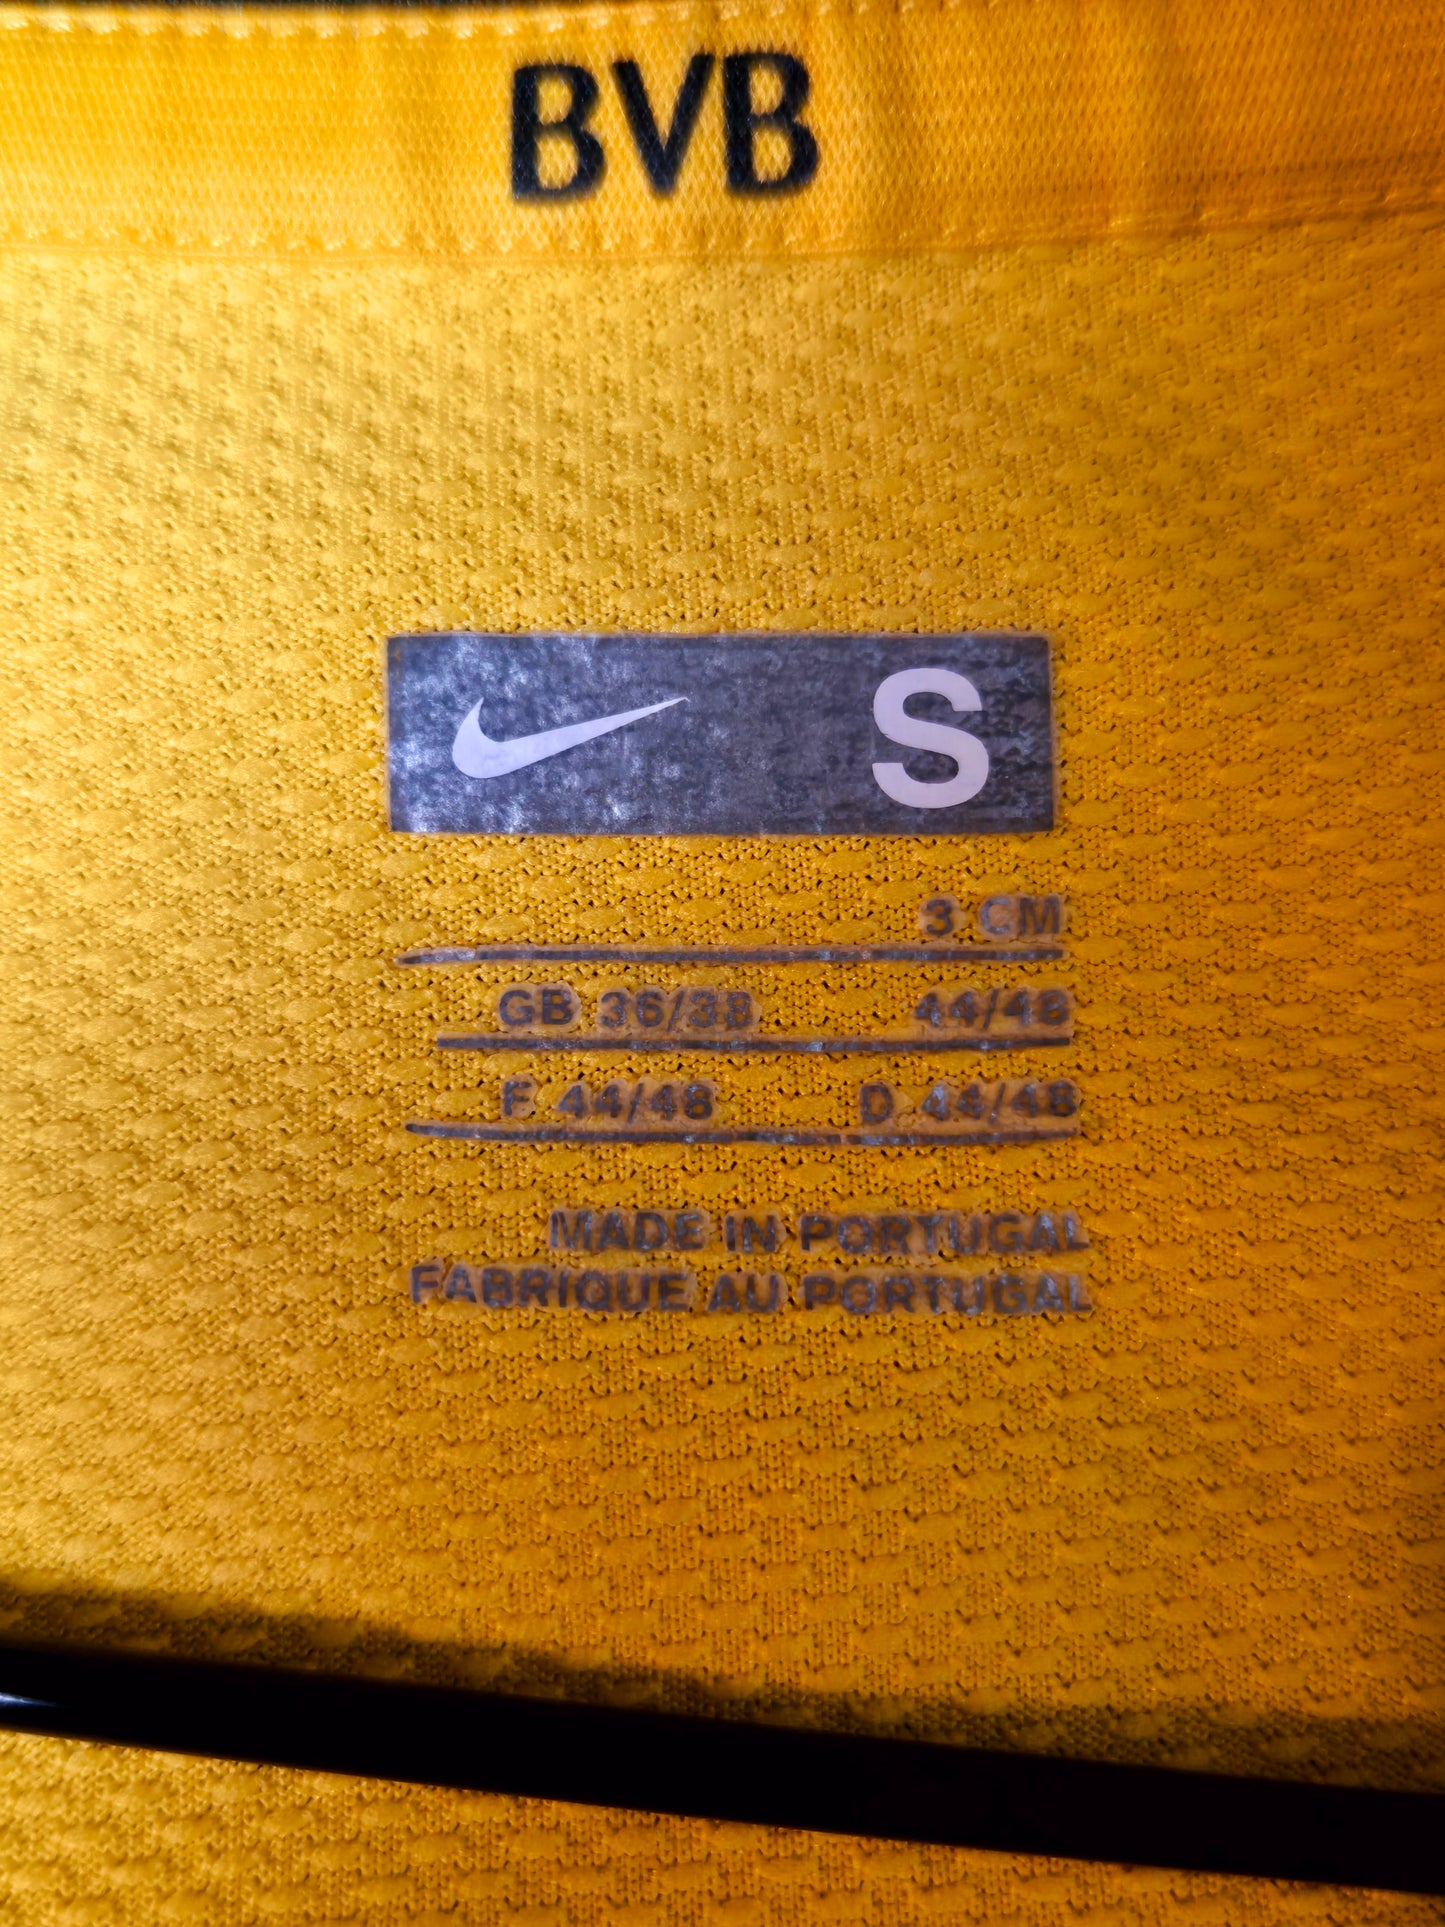 BVB
S
3 CM
GB 36/38 44/48
F 44/48 D 44/48
MADE IN PORTUGAL
FABRIQUE AU PORTUGAL